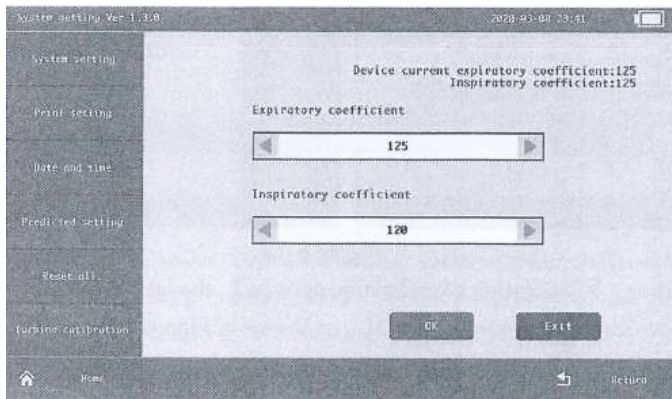 System setting Ver 1.3.0
2020-03-08 20:41
System setting
Device current expiratory coefficient:125
Inspiratory coefficient:125
Print setting
Expiratory coefficient
125
Date and time
Inspiratory coefficient
Predicted setting
120
Reset all.
Turbine calibration
OK
Exit
Home
Return